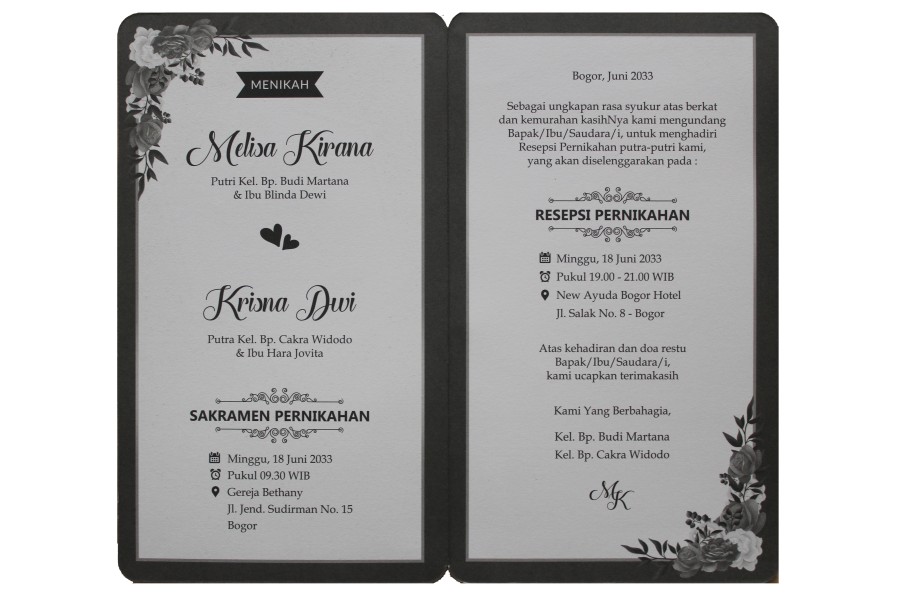 MENIKAH
Melisa Kirana
Putri Kel. Bp. Budi Martana
& Ibu Blinda Dewi
Krisna Dwi
Putra Kel. Bp. Cakra Widodo
& Ibu Hara Jovita
SAKRAMEN PERNIKAHAN
Minggu, 18 Juni 2033
Pukul 09.30 WIB
Gereja Bethany
Jl. Jend. Sudirman No. 15
Bogor
Bogor, Juni 2033
Sebagai ungkapan rasa syukur atas berkat
dan kemurahan kasihNya kami mengundang
Bapak/Ibu/Saudara/i, untuk menghadiri
Resepsi Pernikahan putra-putri kami,
yang akan diselenggarakan pada :
RESEPSI PERNIKAHAN
Minggu, 18 Juni 2033
Pukul 19.00 - 21.00 WIB
New Ayuda Bogor Hotel
Jl. Salak No. 8 - Bogor
Atas kehadiran dan doa restu
Bapak/Ibu/Saudara/i,
kami ucapkan terimakasih
Kami Yang Berbahagia,
Kel. Bp. Budi Martana
Kel. Bp. Cakra Widodo
MK